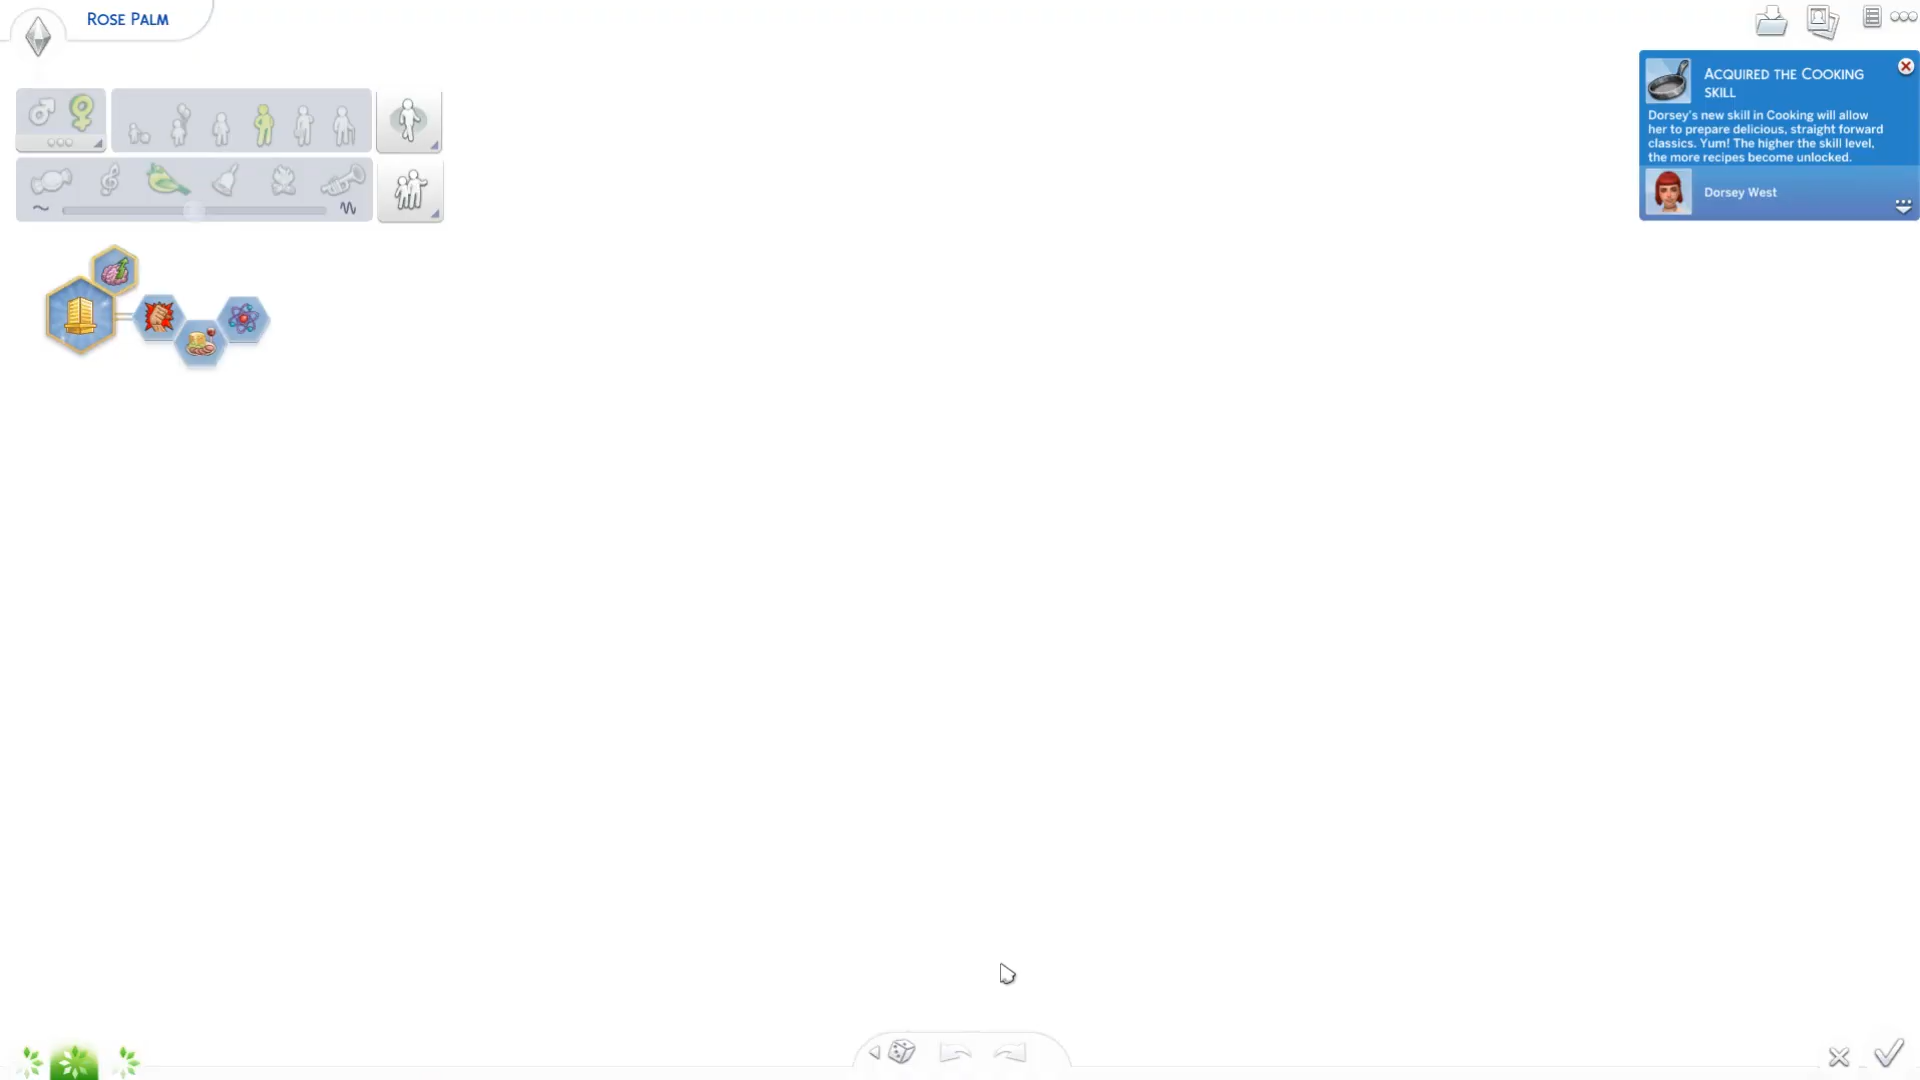 Rose Palm
Acquired the Cooking
skill
Dorsey's new skill in Cooking will allow
her to prepare delicious, straight forward
classics. Yum! The higher the skill level,
the more recipes become unlocked.
Dorsey West